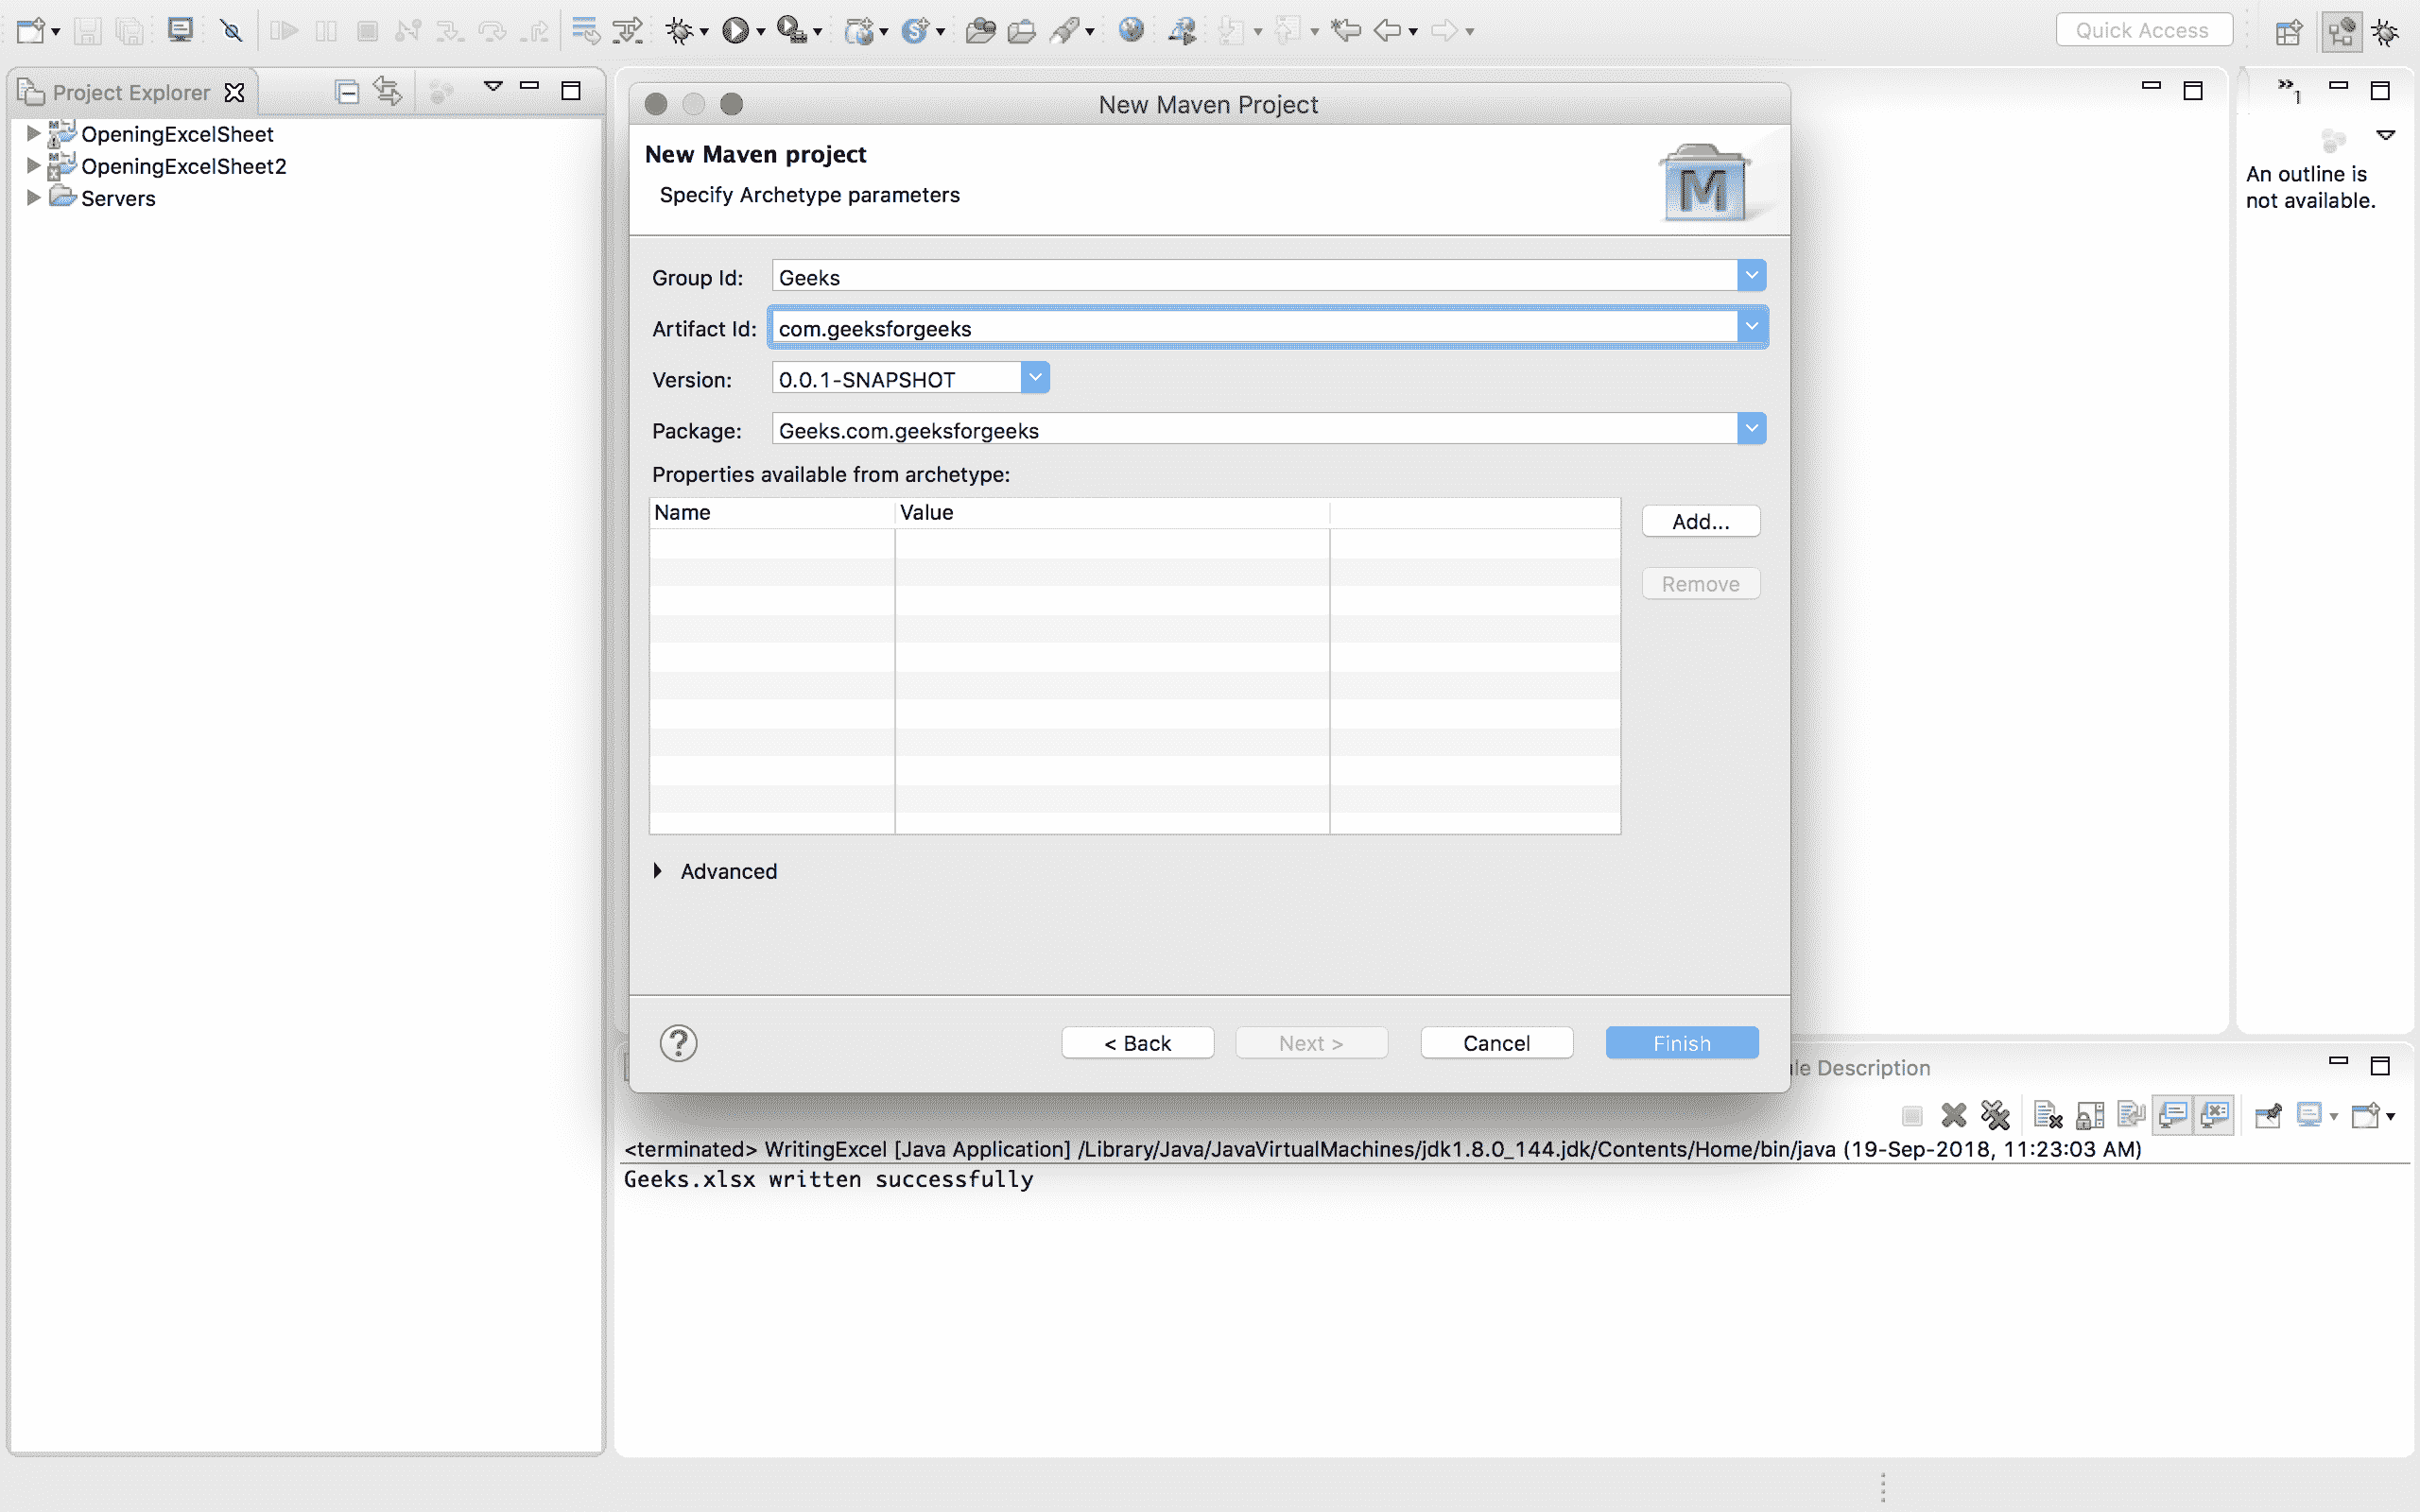 Quick Access
Project Explorer
OpeningExcelSheet
OpeningExcelSheet2
Servers
New Maven Project
New Maven project
Specify Archetype parameters
M
Group Id: Geeks
Artifact Id: com.geeksforgeeks
Version: 0.0.1-SNAPSHOT
Package: Geeks.com.geeksforgeeks
Properties available from archetype:
Name Value
Add...
Remove
Advanced
?
< Back Next > Cancel Finish
1
An outline is
not available.
Description
<terminated> WritingExcel [Java Application] /Library/Java/JavaVirtualMachines/jdk1.8.0_144.jdk/Contents/Home/bin/java (19-Sep-2018, 11:23:03 AM)
Geeks.xlsx written successfully